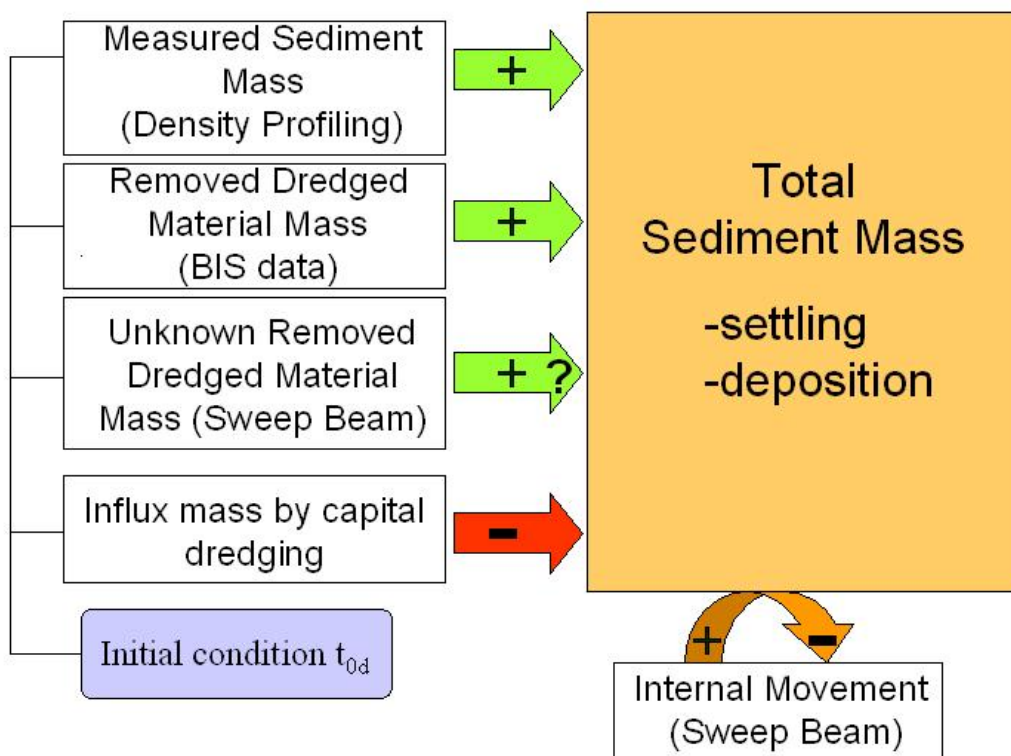 Measured Sediment
Mass
(Density Profiling)
+
Removed Dredged
Material Mass
(BIS data)
+
Unknown Removed
Dredged Material
Mass (Sweep Beam)
+ ?
Influx mass by capital
dredging
-
Initial condition t0d
Total
Sediment Mass
-settling
-deposition
+
-
Internal Movement
(Sweep Beam)